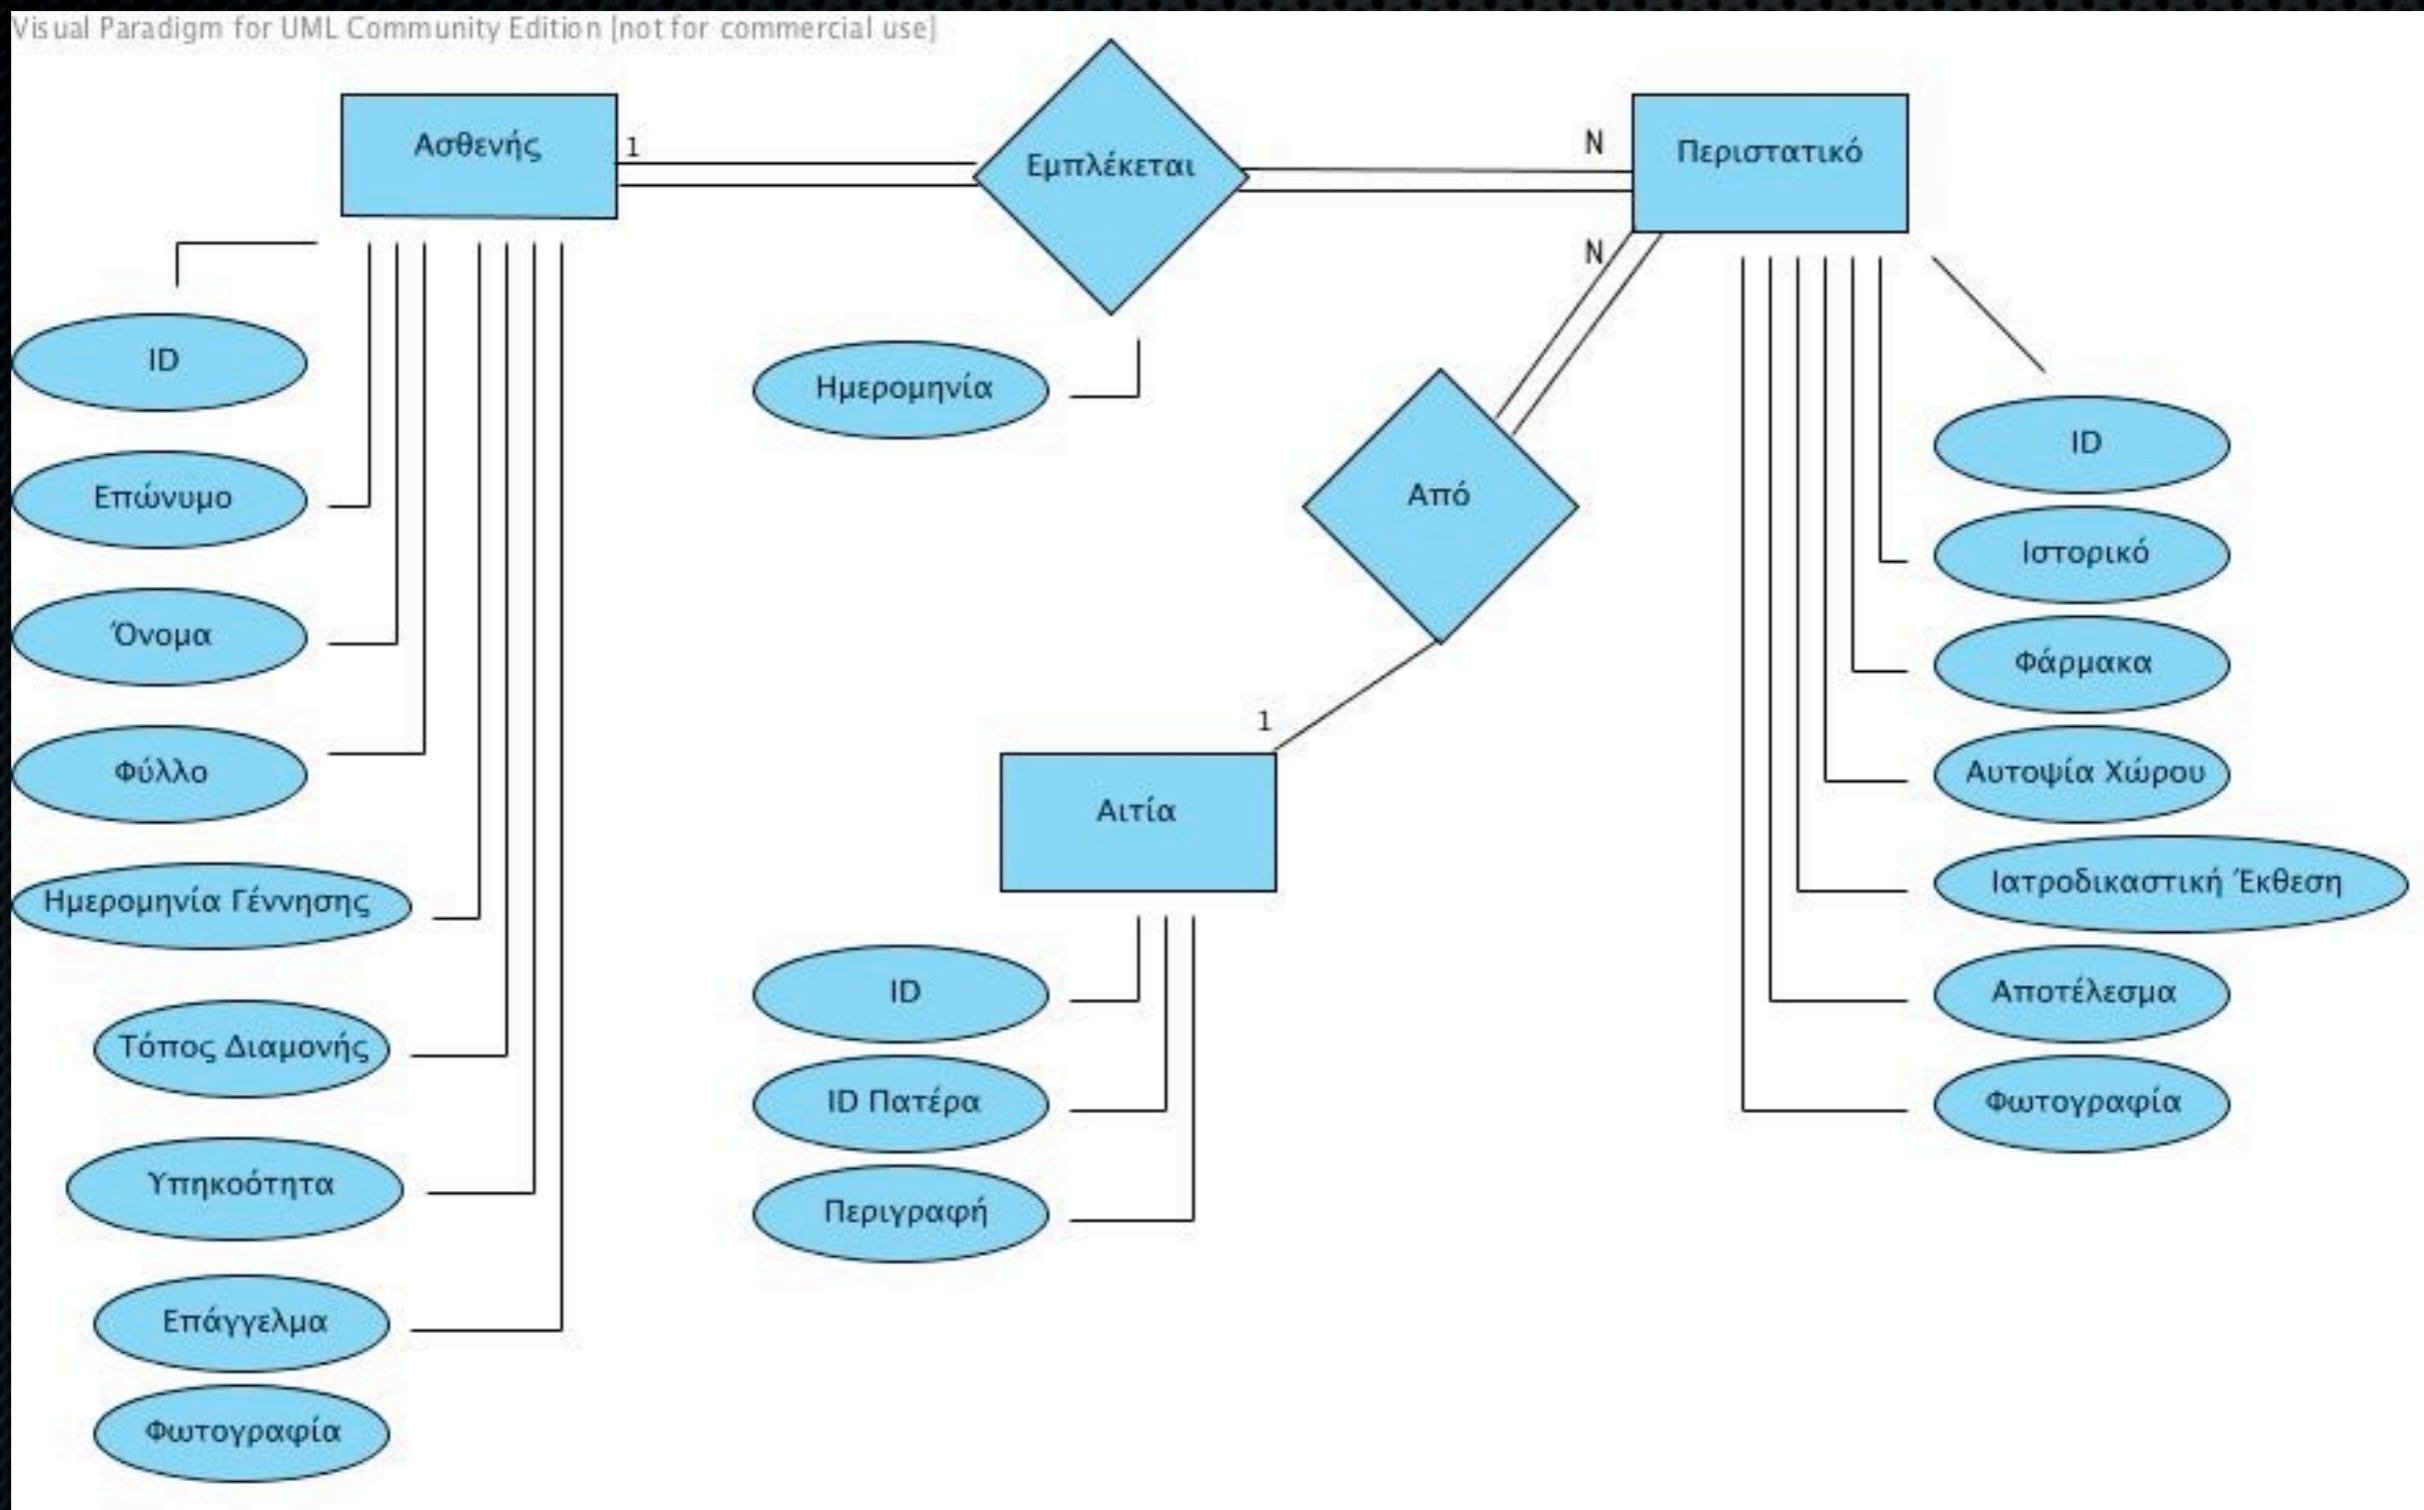 Visual Paradigm for UML Community Edition [not for commercial use]
Ασθενής
1
Εμπλέκεται
N
Περιστατικό
N
ID
Επώνυμο
Όνομα
Φύλλο
Ημερομηνία Γέννησης
Τόπος Διαμονής
Υπηκοότητα
Επάγγελμα
Φωτογραφία
Ημερομηνία
Από
1
Αιτία
ID
ID Πατέρα
Περιγραφή
ID
Ιστορικό
Φάρμακα
Αυτοψία Χώρου
Ιατροδικαστική Έκθεση
Αποτέλεσμα
Φωτογραφία